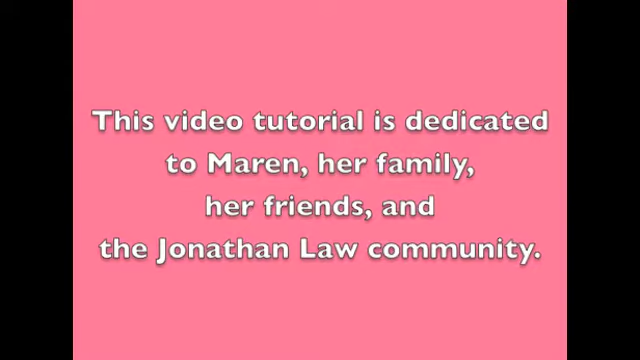 This video tutorial is dedicated
to Maren, her family,
her friends, and
the Jonathan Law community.